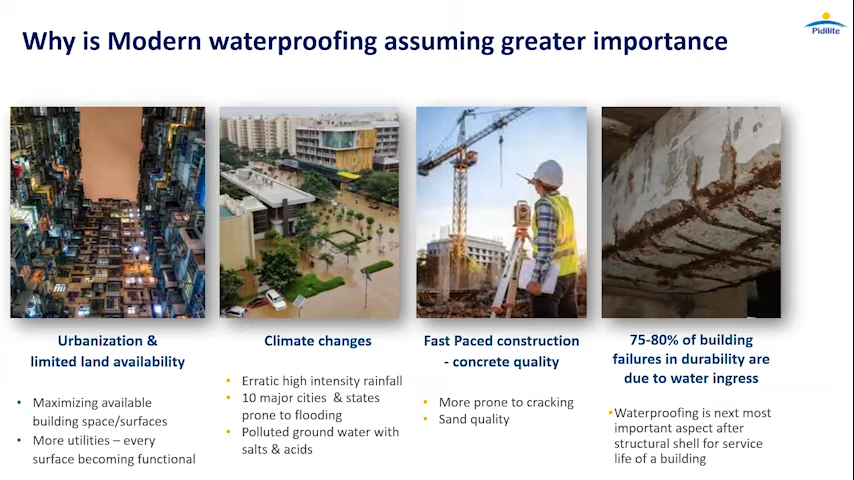 Why is Modern waterproofing assuming greater importance
Pidilite
Urbanization &
limited land availability
• Maximizing available
building space/surfaces
• More utilities – every
surface becoming functional
Climate changes
• Erratic high intensity rainfall
• 10 major cities & states
prone to flooding
• Polluted ground water with
salts & acids
Fast Paced construction
- concrete quality
• More prone to cracking
• Sand quality
75-80% of building
failures in durability are
due to water ingress
• Waterproofing is next most
important aspect after
structural shell for service
life of a building